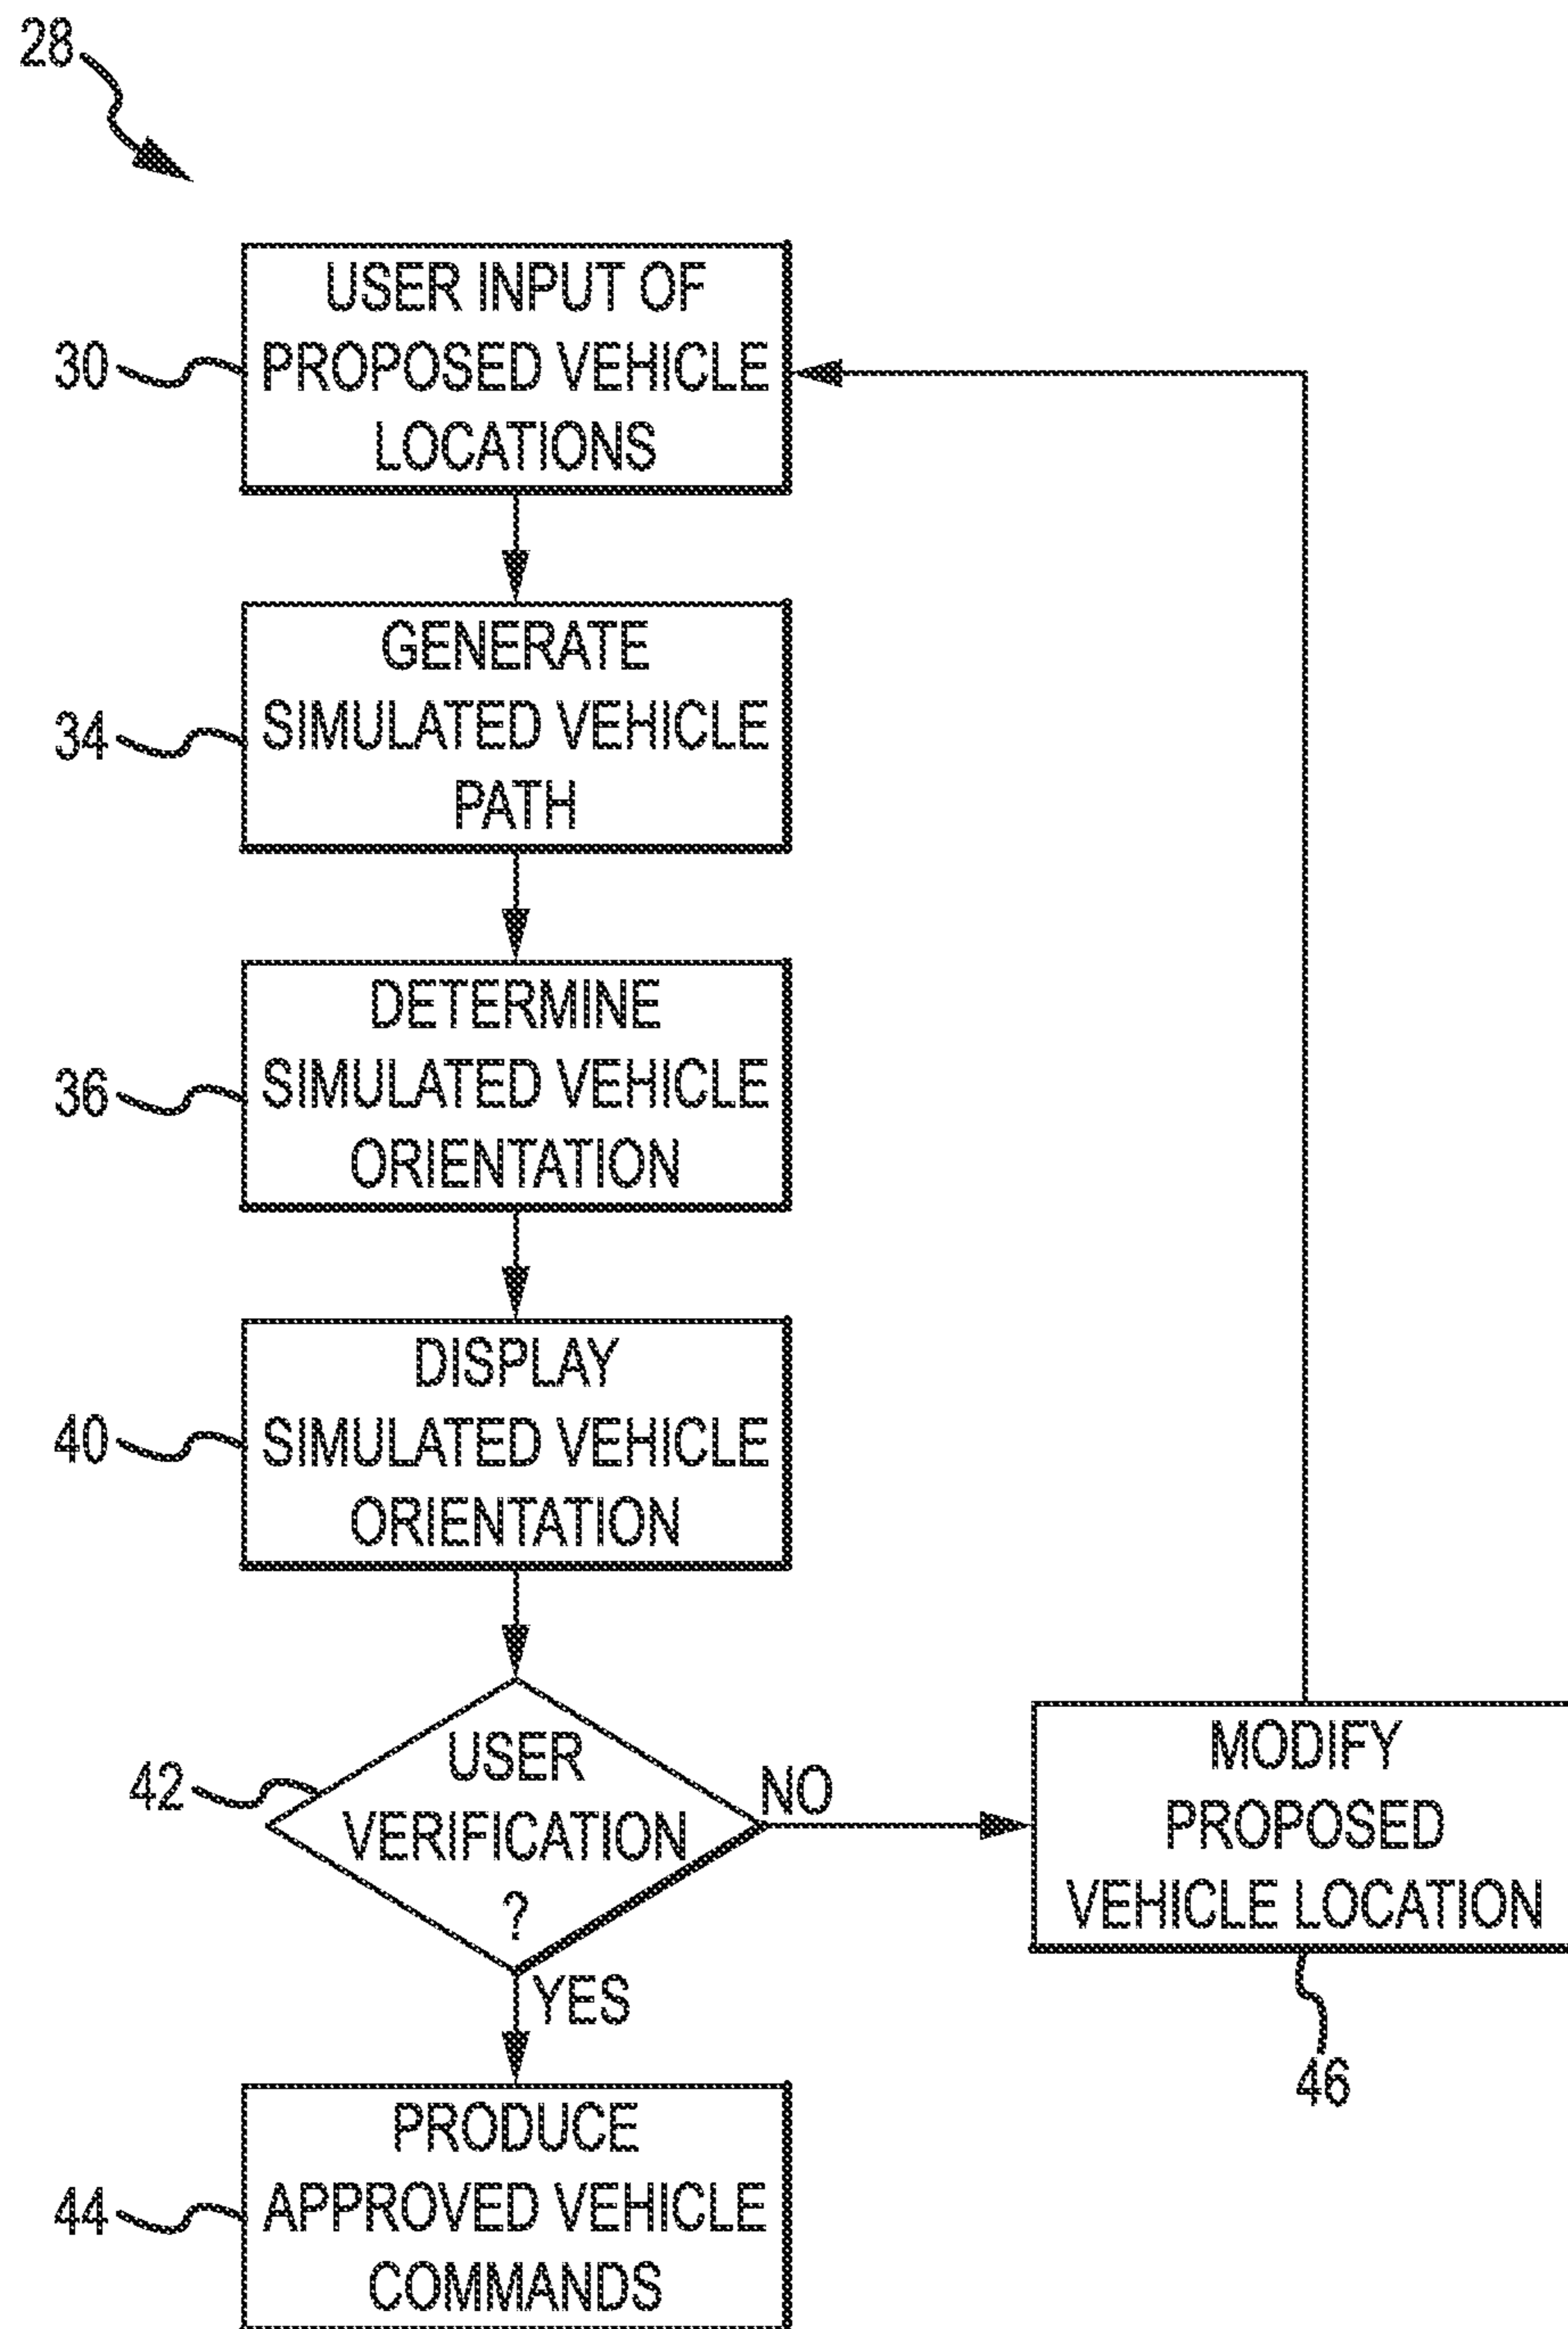 28
USER INPUT OF
PROPOSED VEHICLE
LOCATIONS
30
GENERATE
SIMULATED VEHICLE
PATH
34
DETERMINE
SIMULATED VEHICLE
ORIENTATION
36
DISPLAY
SIMULATED VEHICLE
ORIENTATION
40
USER
VERIFICATION
?
42
NO
MODIFY
PROPOSED
VEHICLE LOCATION
46
YES
PRODUCE
APPROVED VEHICLE
COMMANDS
44